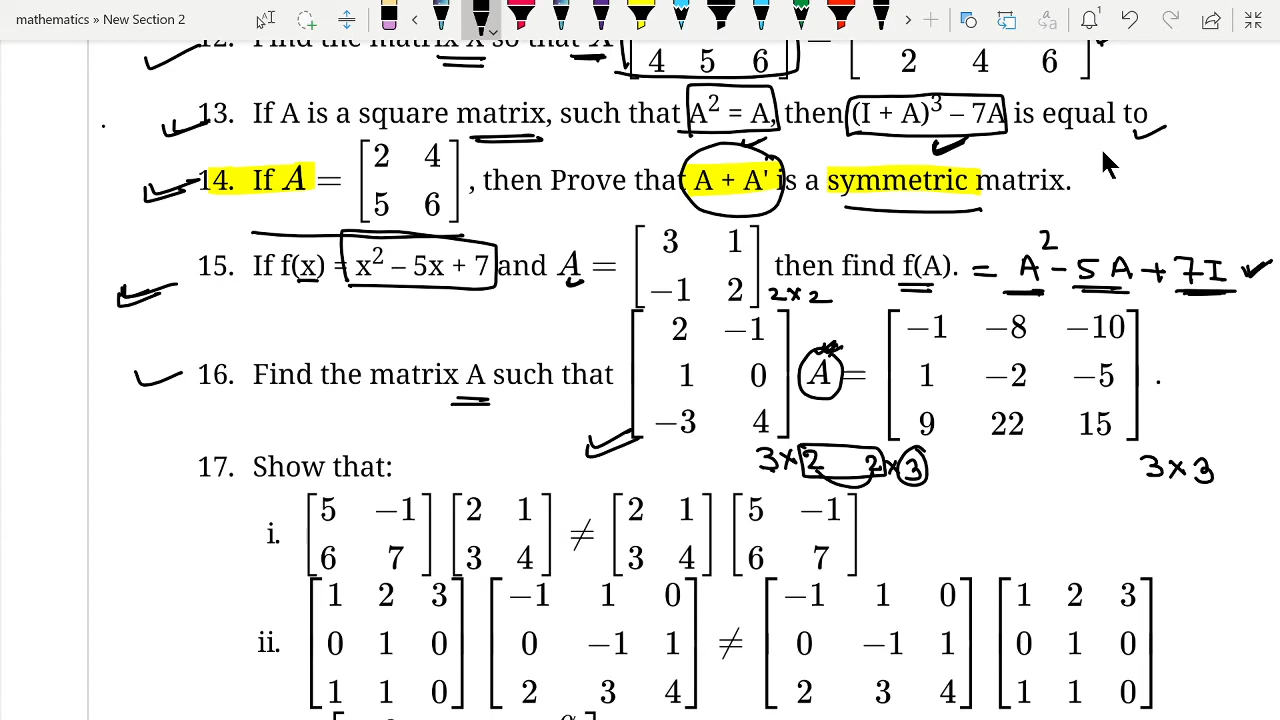 mathematics » New Section 2
12. Find the matrix X so that X [4 5 6] = [2 4 6]
13. If A is a square matrix, such that A² = A, then (I + A)³ – 7A is equal to
14. If A = [2 4; 5 6], then Prove that A + A' is a symmetric matrix.
15. If f(x) = x² – 5x + 7 and A = [3 1; −1 2] then find f(A). = A² - 5A + 7I
2×2
16. Find the matrix A such that [2 −1; 1 0; −3 4] A = [−1 −8 −10; 1 −2 −5; 9 22 15].
3×2 2×3 3×3
17. Show that:
i. [5 −1; 6 7] [2 1; 3 4] ≠ [2 1; 3 4] [5 −1; 6 7]
ii. [1 2 3; 0 1 0; 1 1 0] [−1 1 0; 0 −1 1; 2 3 4] ≠ [−1 1 0; 0 −1 1; 2 3 4] [1 2 3; 0 1 0; 1 1 0]